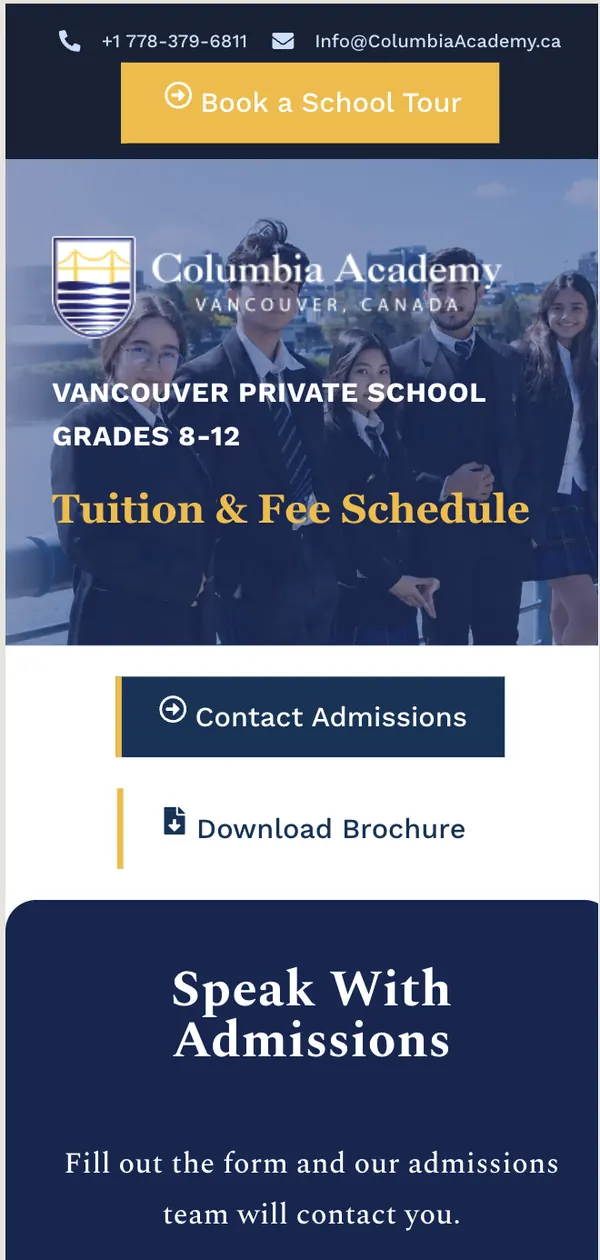 +1 778-379-6811 Info@ColumbiaAcademy.ca
Book a School Tour
Columbia Academy
VANCOUVER, CANADA
VANCOUVER PRIVATE SCHOOL
GRADES 8-12
Tuition & Fee Schedule
Contact Admissions
Download Brochure
Speak With
Admissions
Fill out the form and our admissions
team will contact you.